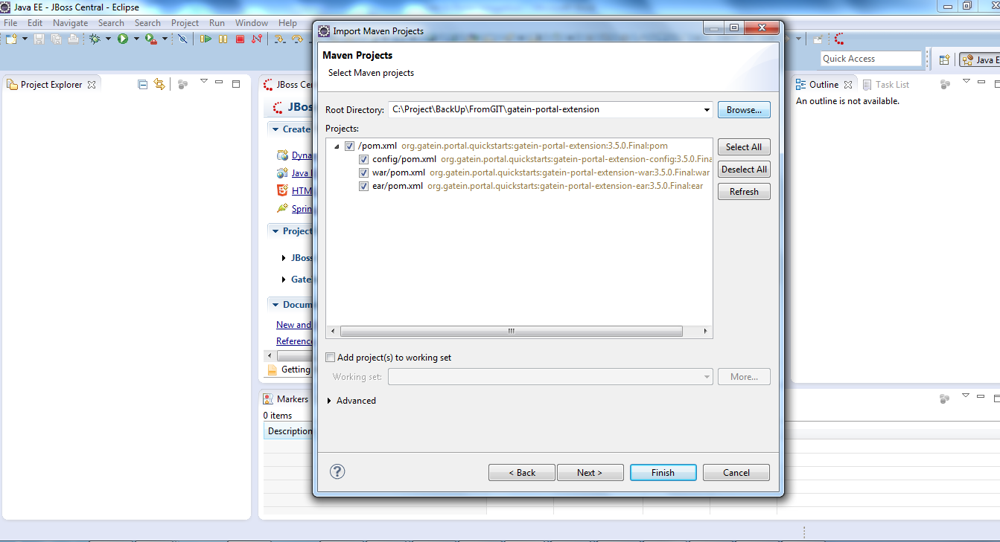 Java EE - JBoss Central - Eclipse
File Edit Navigate Search Search Project Run Window Help
Quick Access
Java E
Project Explorer
JBoss Ce
JBos
Create
Dyna
Java
HTM
Sprin
Project
JBos
Gate
Docum
New and
Referenc
Getting
Import Maven Projects
Maven Projects
Select Maven projects
Root Directory: C:\Project\BackUp\FromGIT\gatein-portal-extension Browse...
Projects:
/pom.xml org.gatein.portal.quickstarts:gatein-portal-extension:3.5.0.Final:pom
config/pom.xml org.gatein.portal.quickstarts:gatein-portal-extension-config:3.5.0.Fina
war/pom.xml org.gatein.portal.quickstarts:gatein-portal-extension-war:3.5.0.Final:war
ear/pom.xml org.gatein.portal.quickstarts:gatein-portal-extension-ear:3.5.0.Final:ear
Select All
Deselect All
Refresh
Add project(s) to working set
Working set: More...
Advanced
? < Back Next > Finish Cancel
Outline Task List
An outline is not available.
Markers
0 items
Description